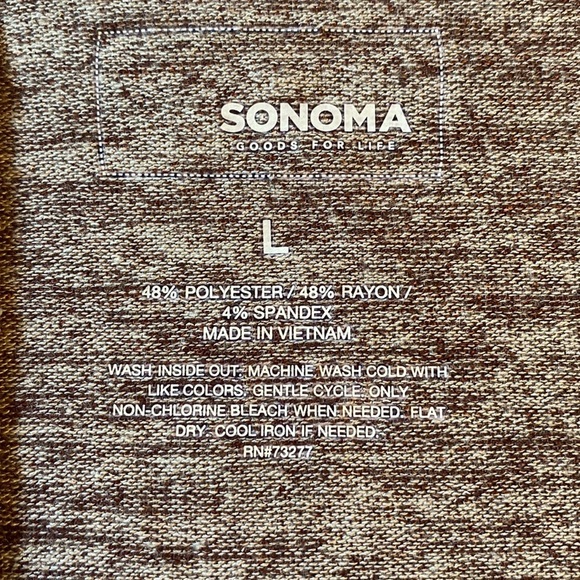 SONOMA
GOODS FOR LIFE
L
48% POLYESTER / 48% RAYON /
4% SPANDEX
MADE IN VIETNAM
WASH INSIDE OUT. MACHINE WASH COLD WITH
LIKE COLORS. GENTLE CYCLE. ONLY
NON-CHLORINE BLEACH WHEN NEEDED. FLAT
DRY. COOL IRON IF NEEDED.
RN#73277